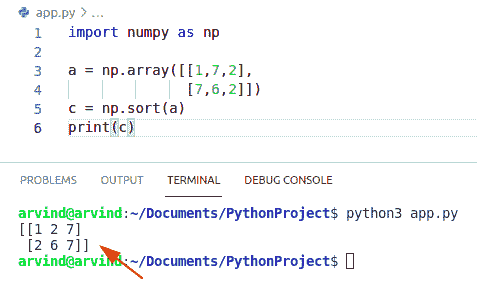 app.py > ...
1 import numpy as np
2
3 a = np.array([[1,7,2],
4 [7,6,2]])
5 c = np.sort(a)
6 print(c)
PROBLEMS OUTPUT TERMINAL DEBUG CONSOLE
arvind@arvind:~/Documents/PythonProject$ python3 app.py
[[1 2 7]
[2 6 7]]
arvind@arvind:~/Documents/PythonProject$